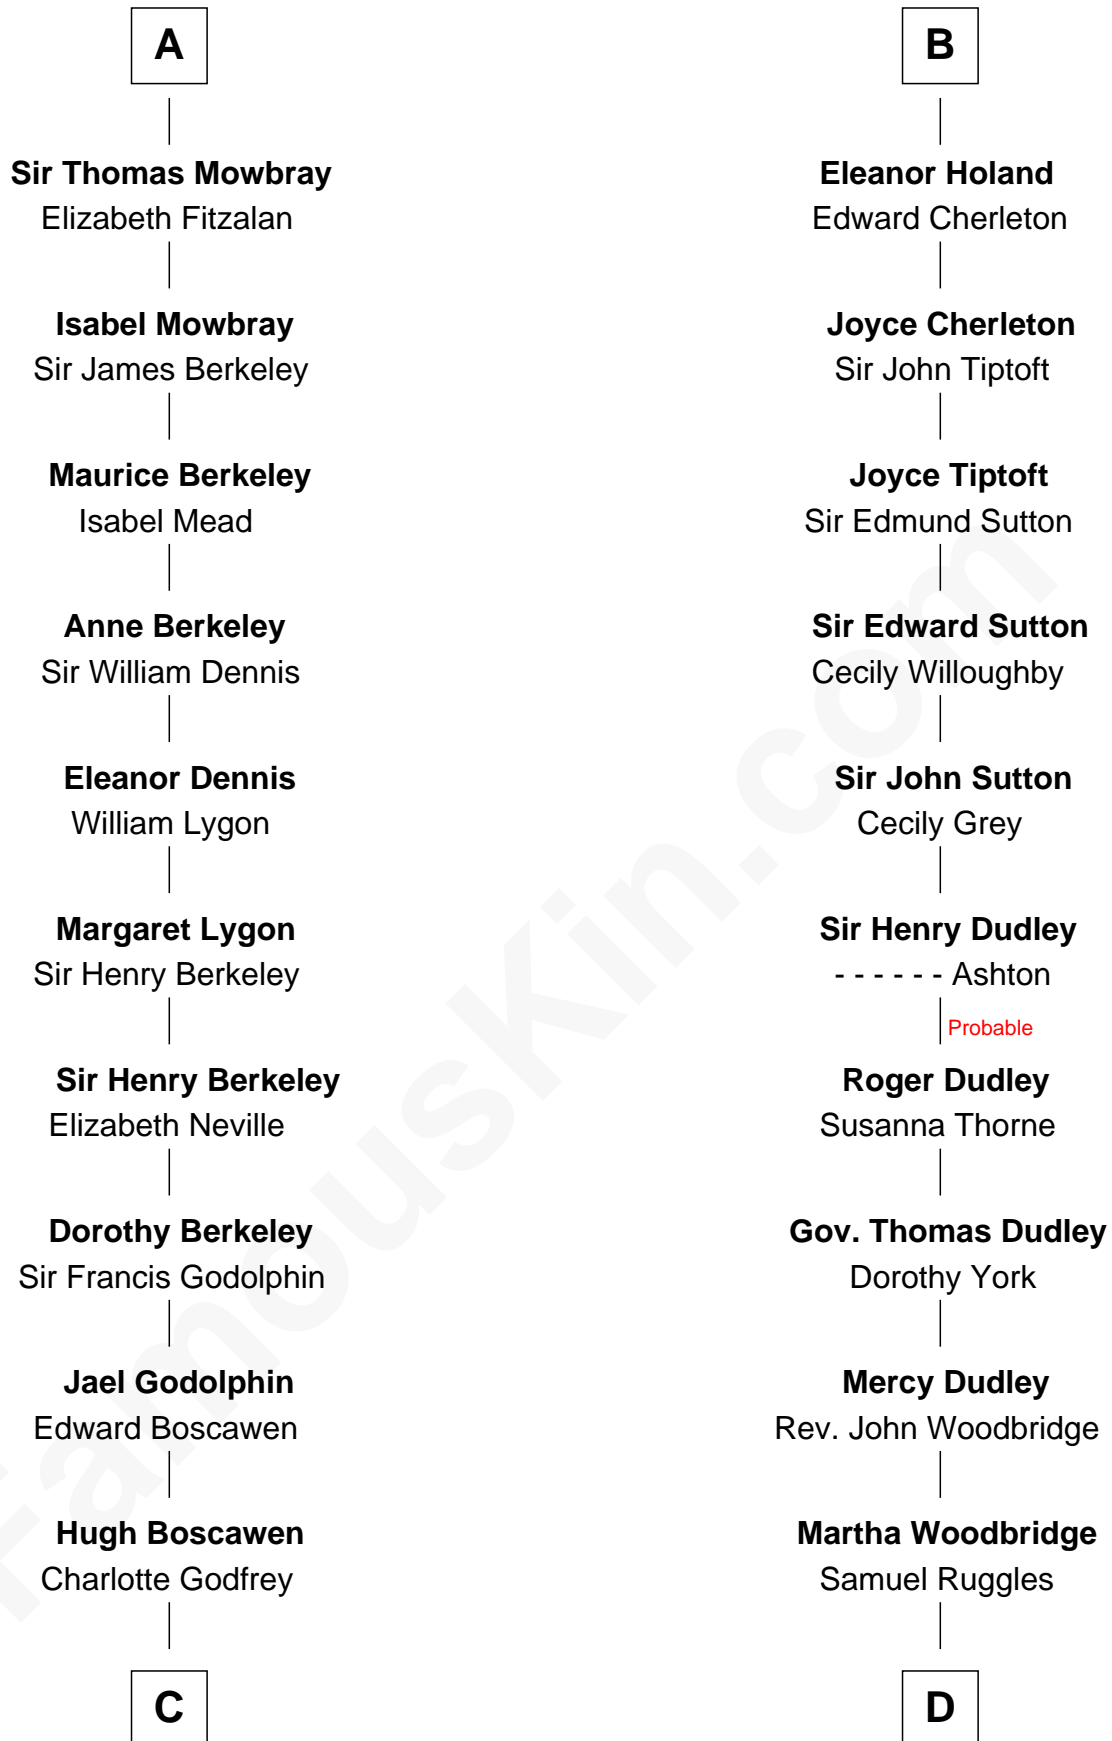 A
Sir Thomas Mowbray
Elizabeth Fitzalan
Isabel Mowbray
Sir James Berkeley
Maurice Berkeley
Isabel Mead
Anne Berkeley
Sir William Dennis
Eleanor Dennis
William Lygon
Margaret Lygon
Sir Henry Berkeley
Sir Henry Berkeley
Elizabeth Neville
Dorothy Berkeley
Sir Francis Godolphin
Jael Godolphin
Edward Boscawen
Hugh Boscawen
Charlotte Godfrey
C
B
Eleanor Holand
Edward Cherleton
Joyce Cherleton
Sir John Tiptoft
Joyce Tiptoft
Sir Edmund Sutton
Sir Edward Sutton
Cecily Willoughby
Sir John Sutton
Cecily Grey
Sir Henry Dudley
- - - - - - Ashton
Probable
Roger Dudley
Susanna Thorne
Gov. Thomas Dudley
Dorothy York
Mercy Dudley
Rev. John Woodbridge
Martha Woodbridge
Samuel Ruggles
D
FamousKin.com